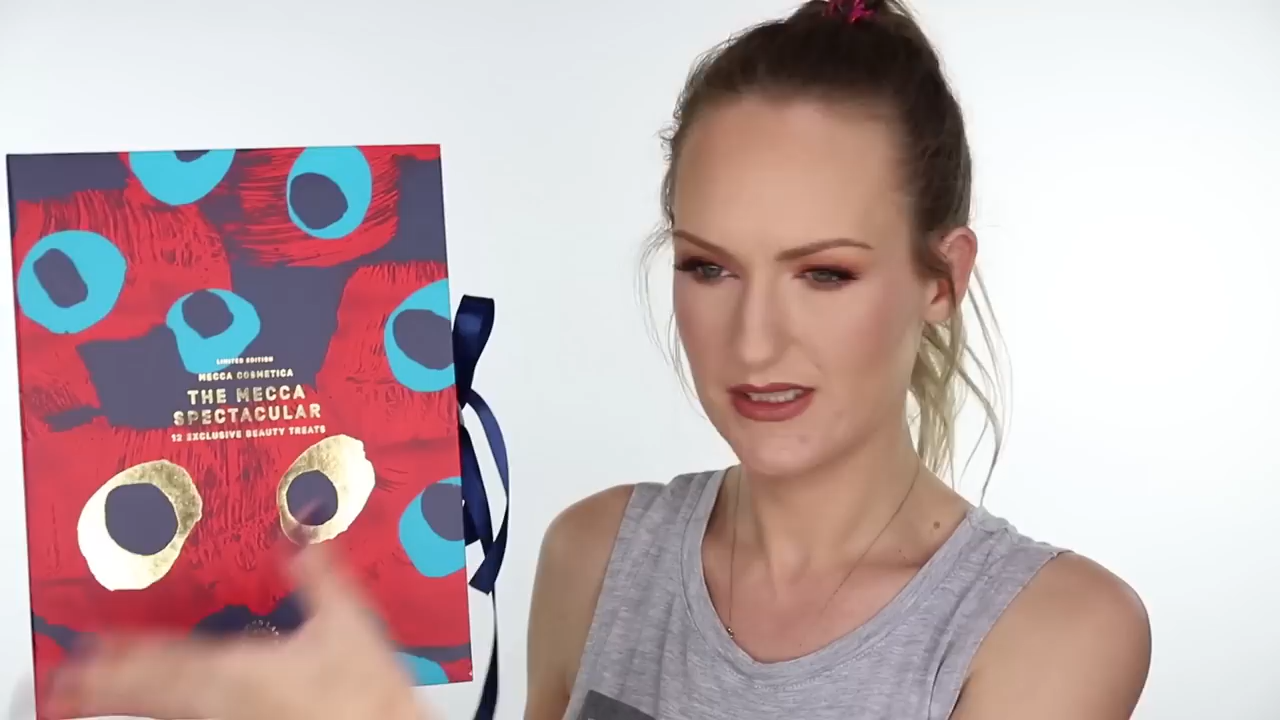 LIMITED EDITION
MECCA COSMETICA
THE MECCA
SPECTACULAR
12 EXCLUSIVE BEAUTY TREATS